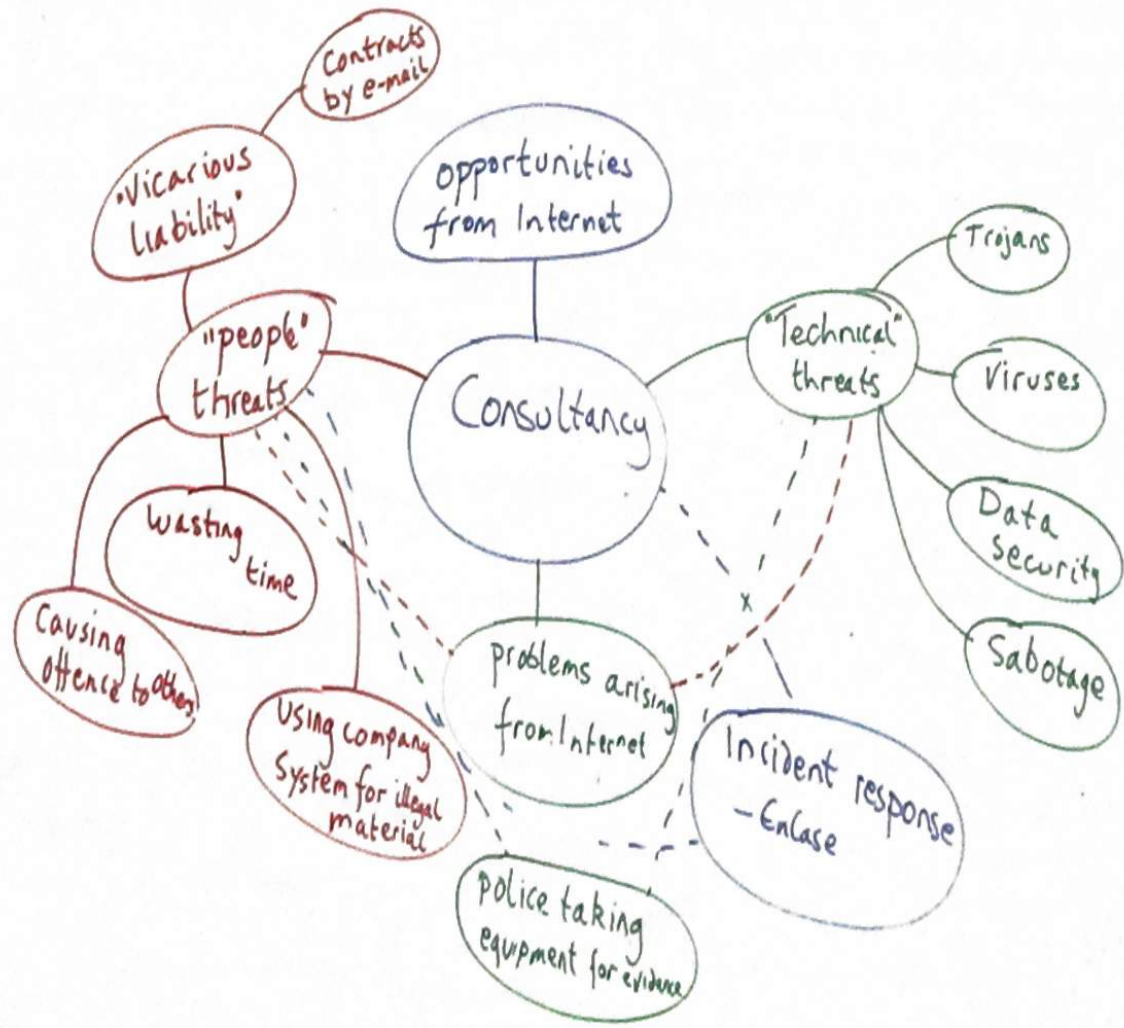 Contracts
by e-mail
"Vicarious
liability"
opportunities
from Internet
Trojans
"people"
threats
"Technical"
threats
Viruses
Consultancy
Wasting
time
Data
security
Causing
offence to others
problems arising
from Internet
Sabotage
Using company
System for illegal
material
Incident response
- EnCase
police taking
equipment for evidence